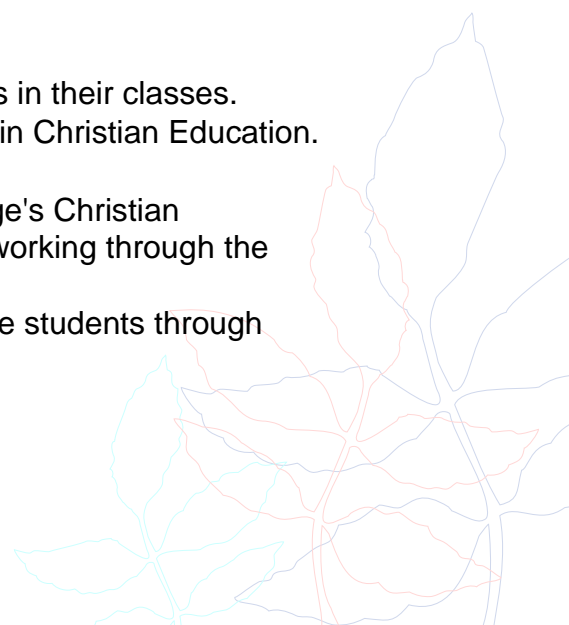 s in their classes.
in Christian Education.
ge's Christian
working through the
e students through